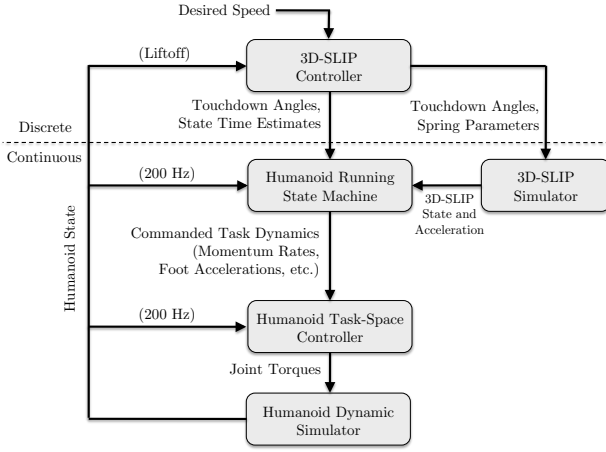 Desired Speed
(Liftoff)
3D-SLIP
Controller
Touchdown Angles,
State Time Estimates
Touchdown Angles,
Spring Parameters
Discrete
Continuous
(200 Hz)
Humanoid Running
State Machine
3D-SLIP
State and
Acceleration
3D-SLIP
Simulator
Commanded Task Dynamics
(Momentum Rates,
Foot Accelerations, etc.)
Humanoid State
(200 Hz)
Humanoid Task-Space
Controller
Joint Torques
Humanoid Dynamic
Simulator